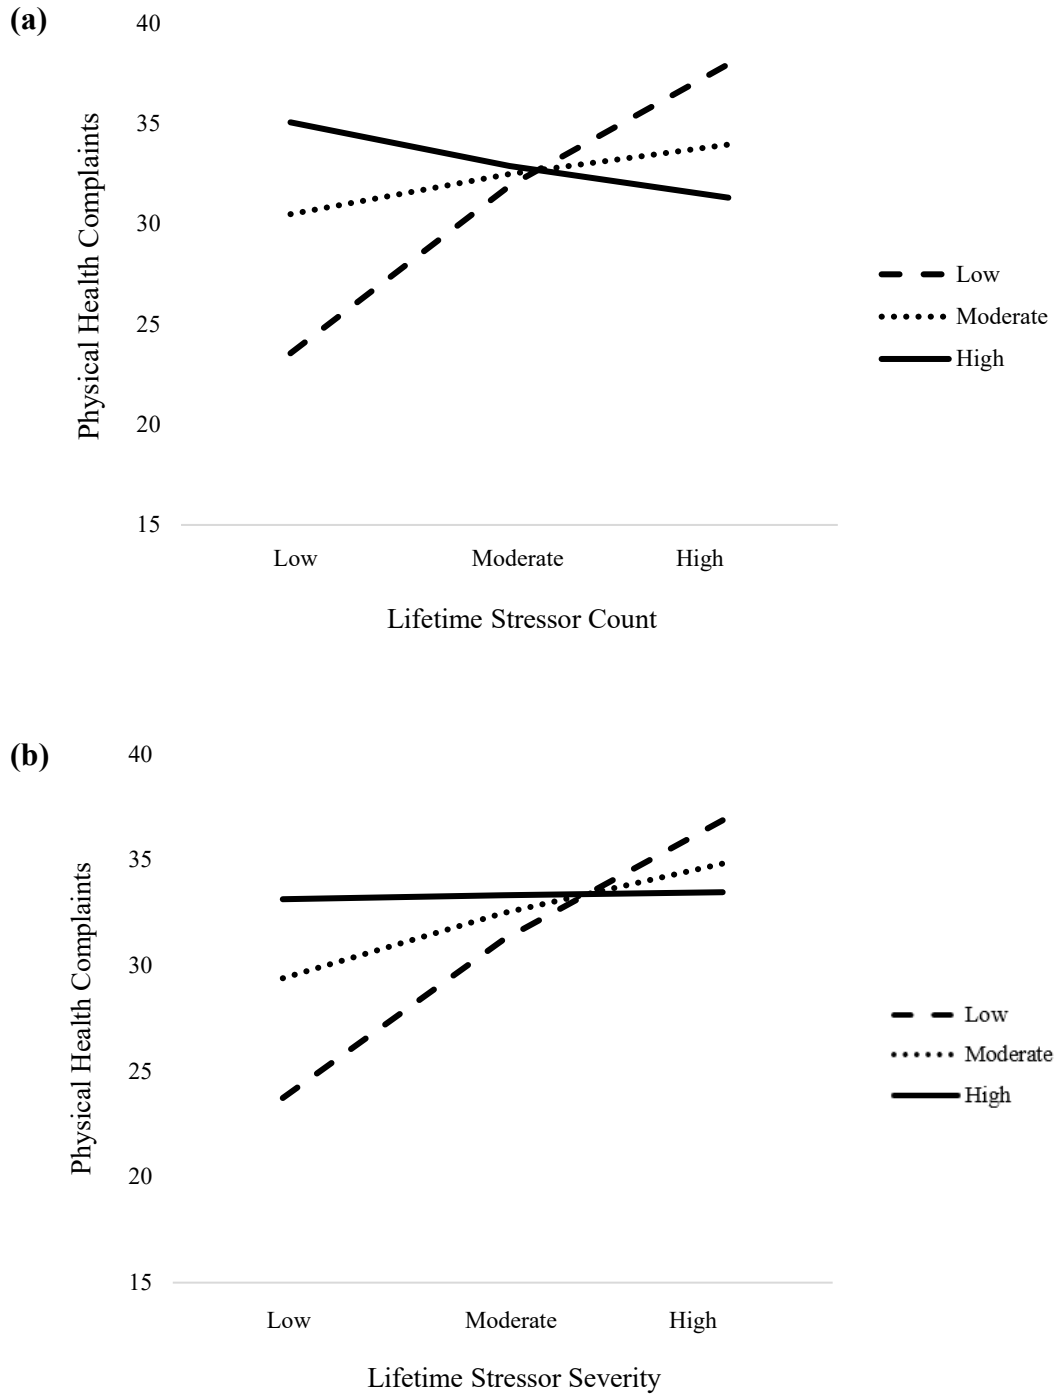 (a)
40
35
30
25
20
15
Physical Health Complaints
Low
Moderate
High
Low
Moderate
High
Lifetime Stressor Count
(b)
40
35
30
25
20
15
Physical Health Complaints
Low
Moderate
High
Low
Moderate
High
Lifetime Stressor Severity